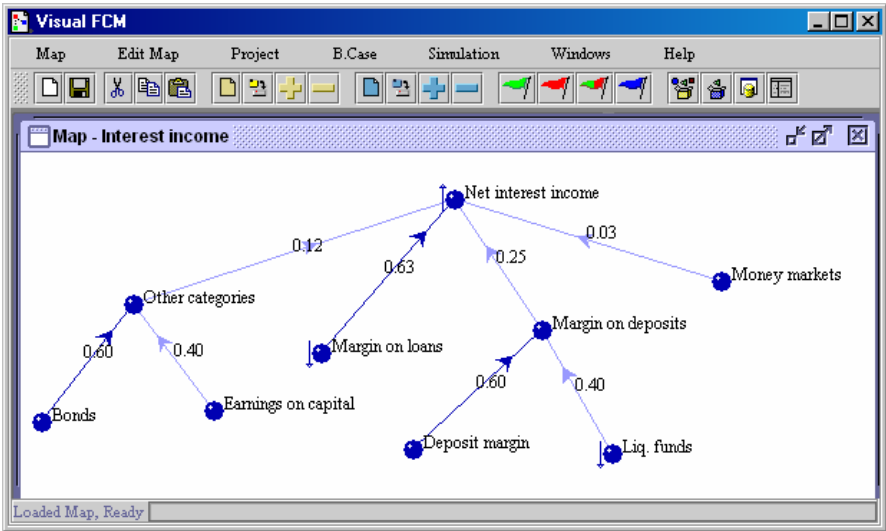 Visual FCM
Map Edit Map Project B.Case Simulation Windows Help
Map - Interest income
Net interest income
0.12
0.63
0.25
0.03
Money markets
Other categories
Margin on loans
Margin on deposits
0.60
0.40
0.60
0.40
Bonds
Earnings on capital
Deposit margin
Liq. funds
Loaded Map, Ready